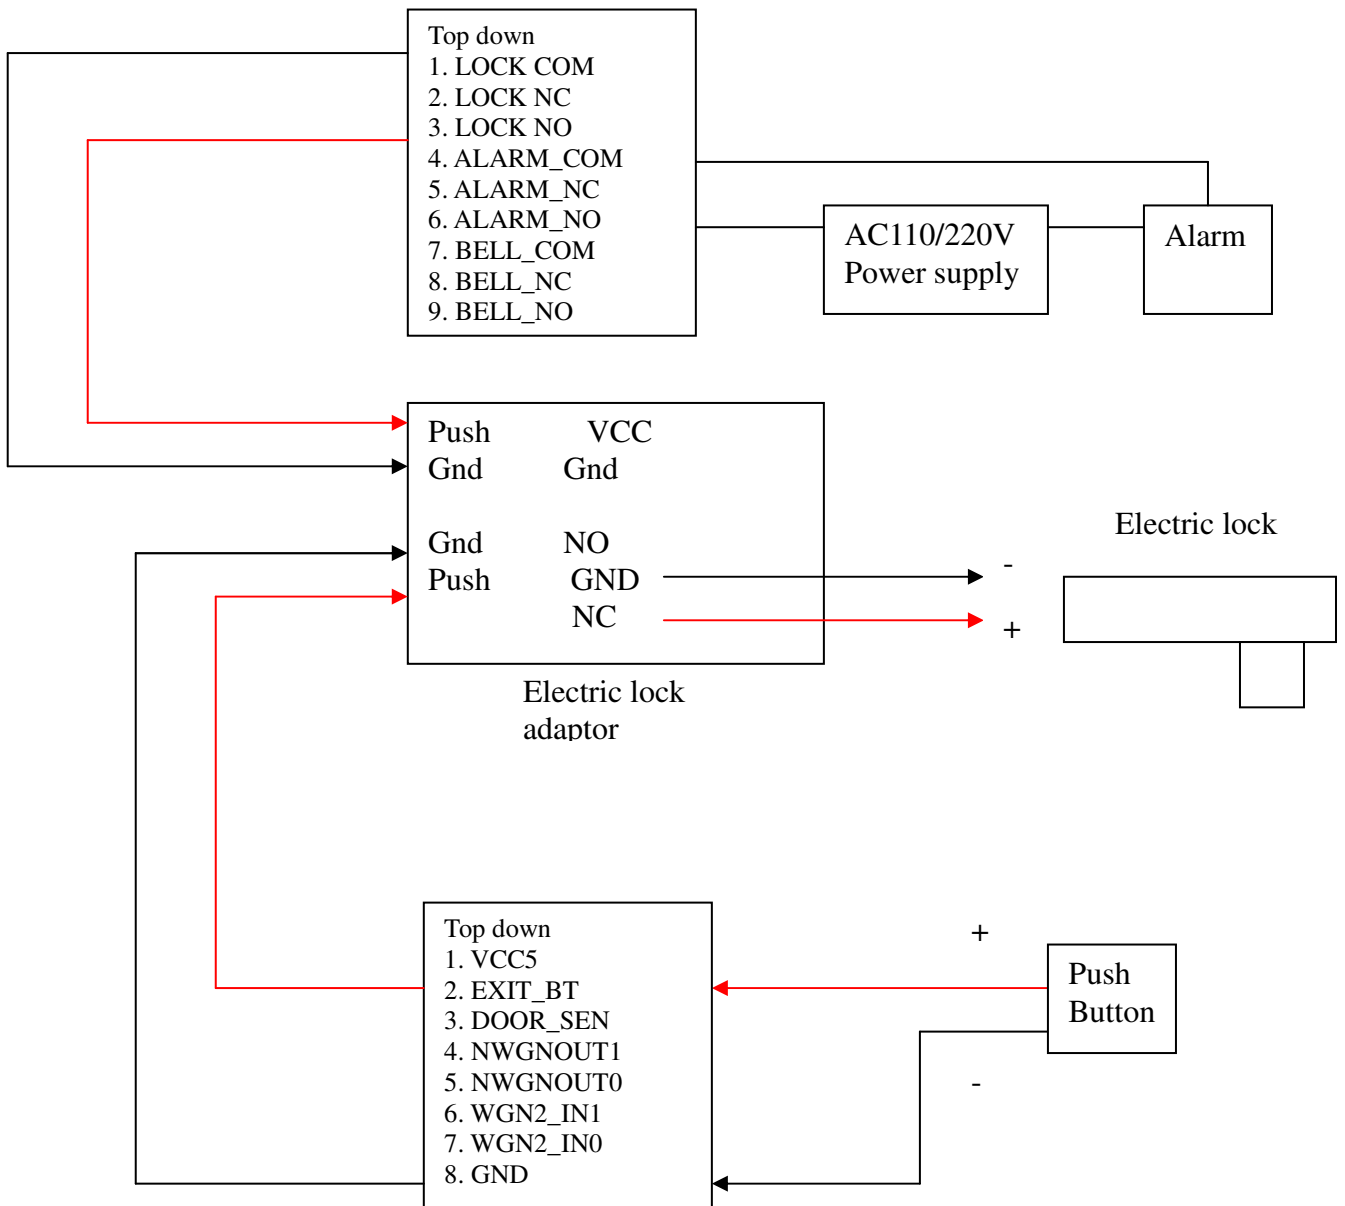 Top down
1. LOCK COM
2. LOCK NC
3. LOCK NO
4. ALARM_COM
5. ALARM_NC
6. ALARM_NO
7. BELL_COM
8. BELL_NC
9. BELL_NO
AC110/220V
Power supply
Alarm
Push VCC
Gnd Gnd
Gnd NO
Push GND
NC
-
+
Electric lock
Electric lock
adaptor
Top down
1. VCC5
2. EXIT_BT
3. DOOR_SEN
4. NWGNOUT1
5. NWGNOUT0
6. WGN2_IN1
7. WGN2_IN0
8. GND
+
Push
Button
-